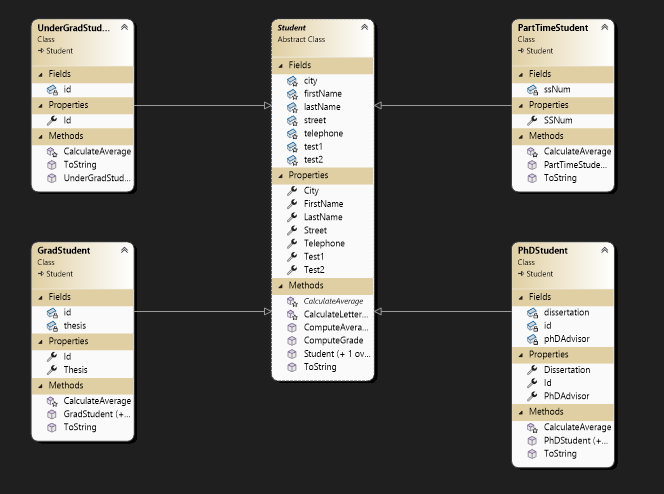 UnderGradStud...
Class
Student
Fields
id
Properties
Id
Methods
CalculateAverage
ToString
UnderGradStud...
Student
Abstract Class
Fields
city
firstName
lastName
street
telephone
test1
test2
Properties
City
FirstName
LastName
Street
Telephone
Test1
Test2
Methods
CalculateAverage
CalculateLetter...
ComputeAvera...
ComputeGrade
Student (+ 1 ov...
ToString
PartTimeStudent
Class
Student
Fields
ssNum
Properties
SSNum
Methods
CalculateAverage
PartTimeStude...
ToString
GradStudent
Class
Student
Fields
id
thesis
Properties
Id
Thesis
Methods
CalculateAverage
GradStudent (+...
ToString
PhDStudent
Class
Student
Fields
dissertation
id
phDAdvisor
Properties
Dissertation
Id
PhDAdvisor
Methods
CalculateAverage
PhDStudent (+...
ToString